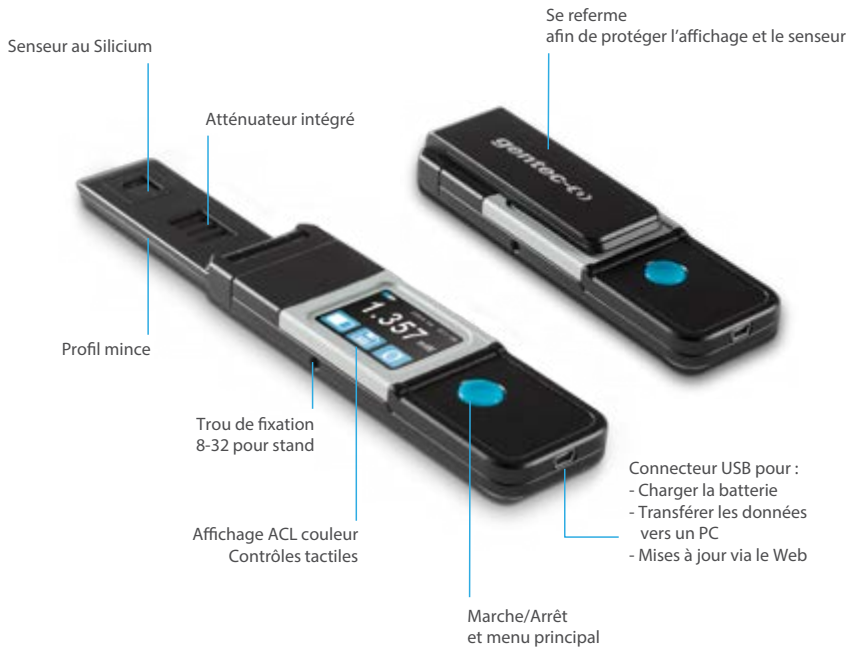 Se referme
afin de protéger l'affichage et le senseur
Senseur au Silicium
Atténuateur intégré
gentec-eo
Profil mince
1.357
Trou de fixation
8-32 pour stand
Affichage ACL couleur
Contrôles tactiles
Connecteur USB pour :
- Charger la batterie
- Transférer les données
vers un PC
- Mises à jour via le Web
Marche/Arrêt
et menu principal